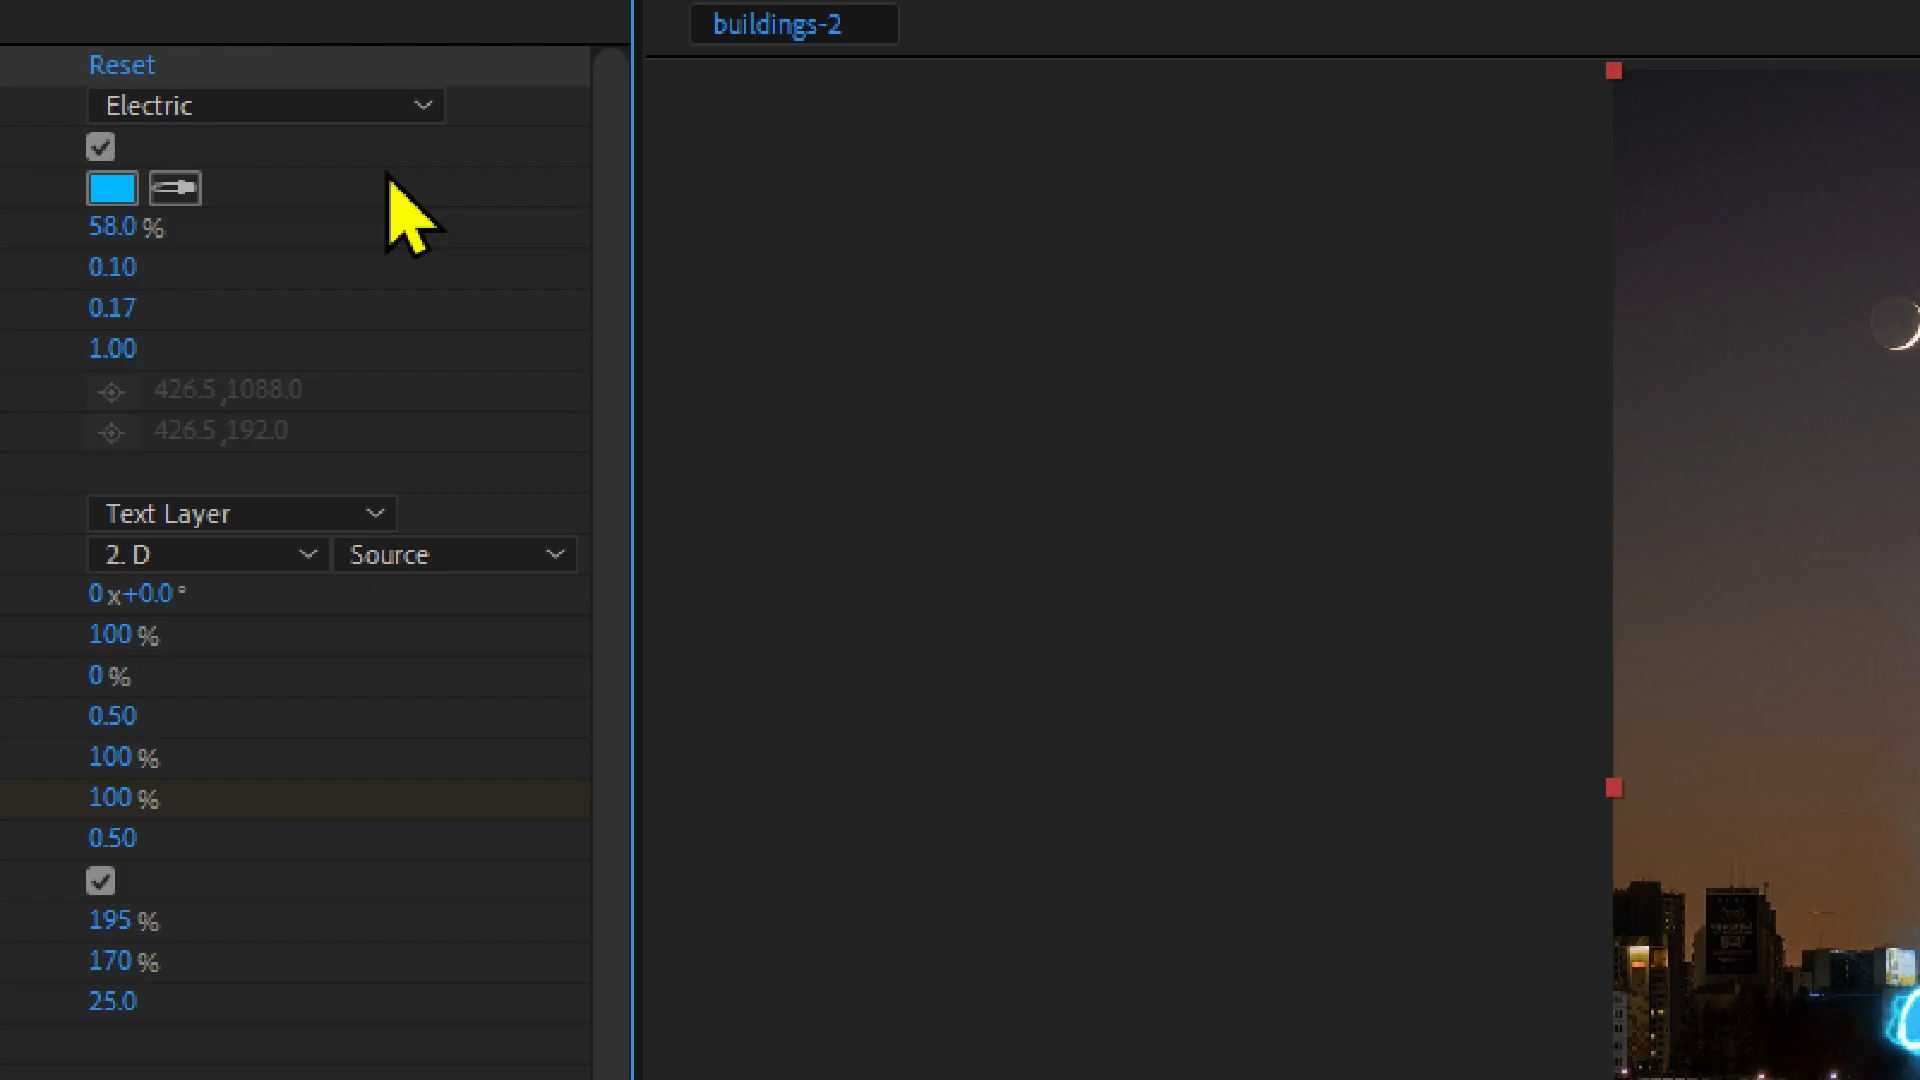 buildings-2
Reset
Electric
58.0 %
0.10
0.17
1.00
426.5 ,1088.0
426.5 ,192.0
Text Layer
2. D Source
0 x+0.0 °
100 %
0 %
0.50
100 %
100 %
0.50
195 %
170 %
25.0